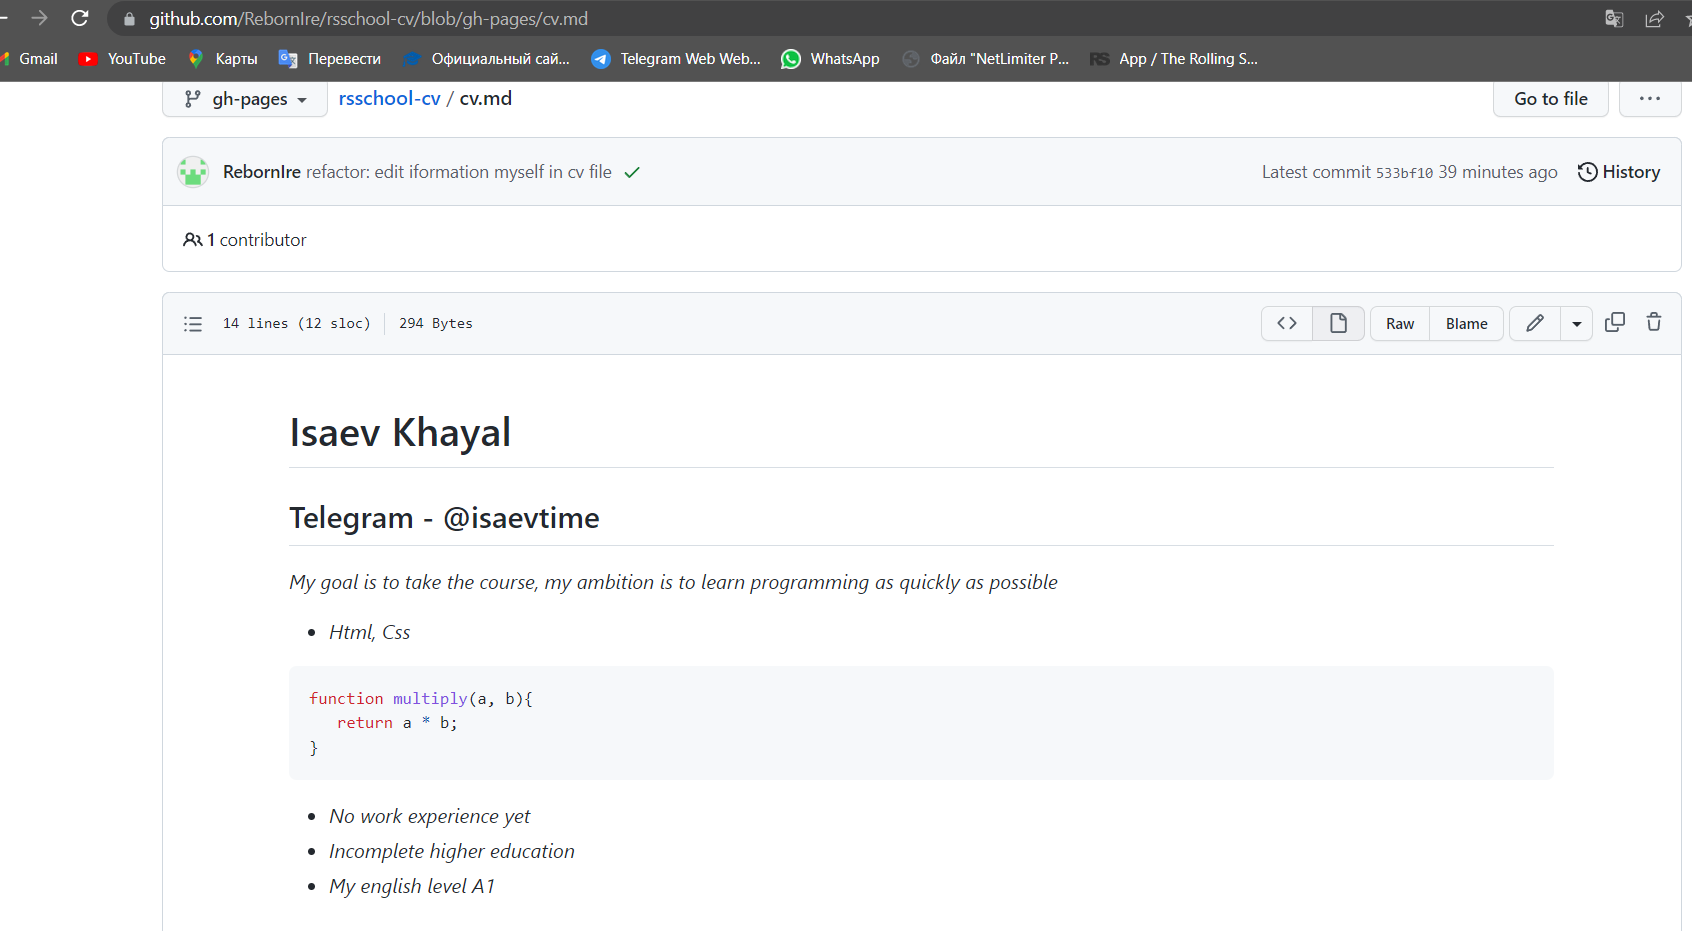 github.com/RebornIre/rsschool-cv/blob/gh-pages/cv.md
Gmail YouTube Карты Перевести Официальный сай... Telegram Web Web... WhatsApp Файл "NetLimiter P... RS App / The Rolling S...
gh-pages rsschool-cv / cv.md Go to file ...
RebornIre refactor: edit iformation myself in cv file Latest commit 533bf10 39 minutes ago History
1 contributor
14 lines (12 sloc) 294 Bytes <> Raw Blame
Isaev Khayal
Telegram - @isaevtime
My goal is to take the course, my ambition is to learn programming as quickly as possible
• Html, Css
function multiply(a, b){
return a * b;
}
• No work experience yet
• Incomplete higher education
• My english level A1